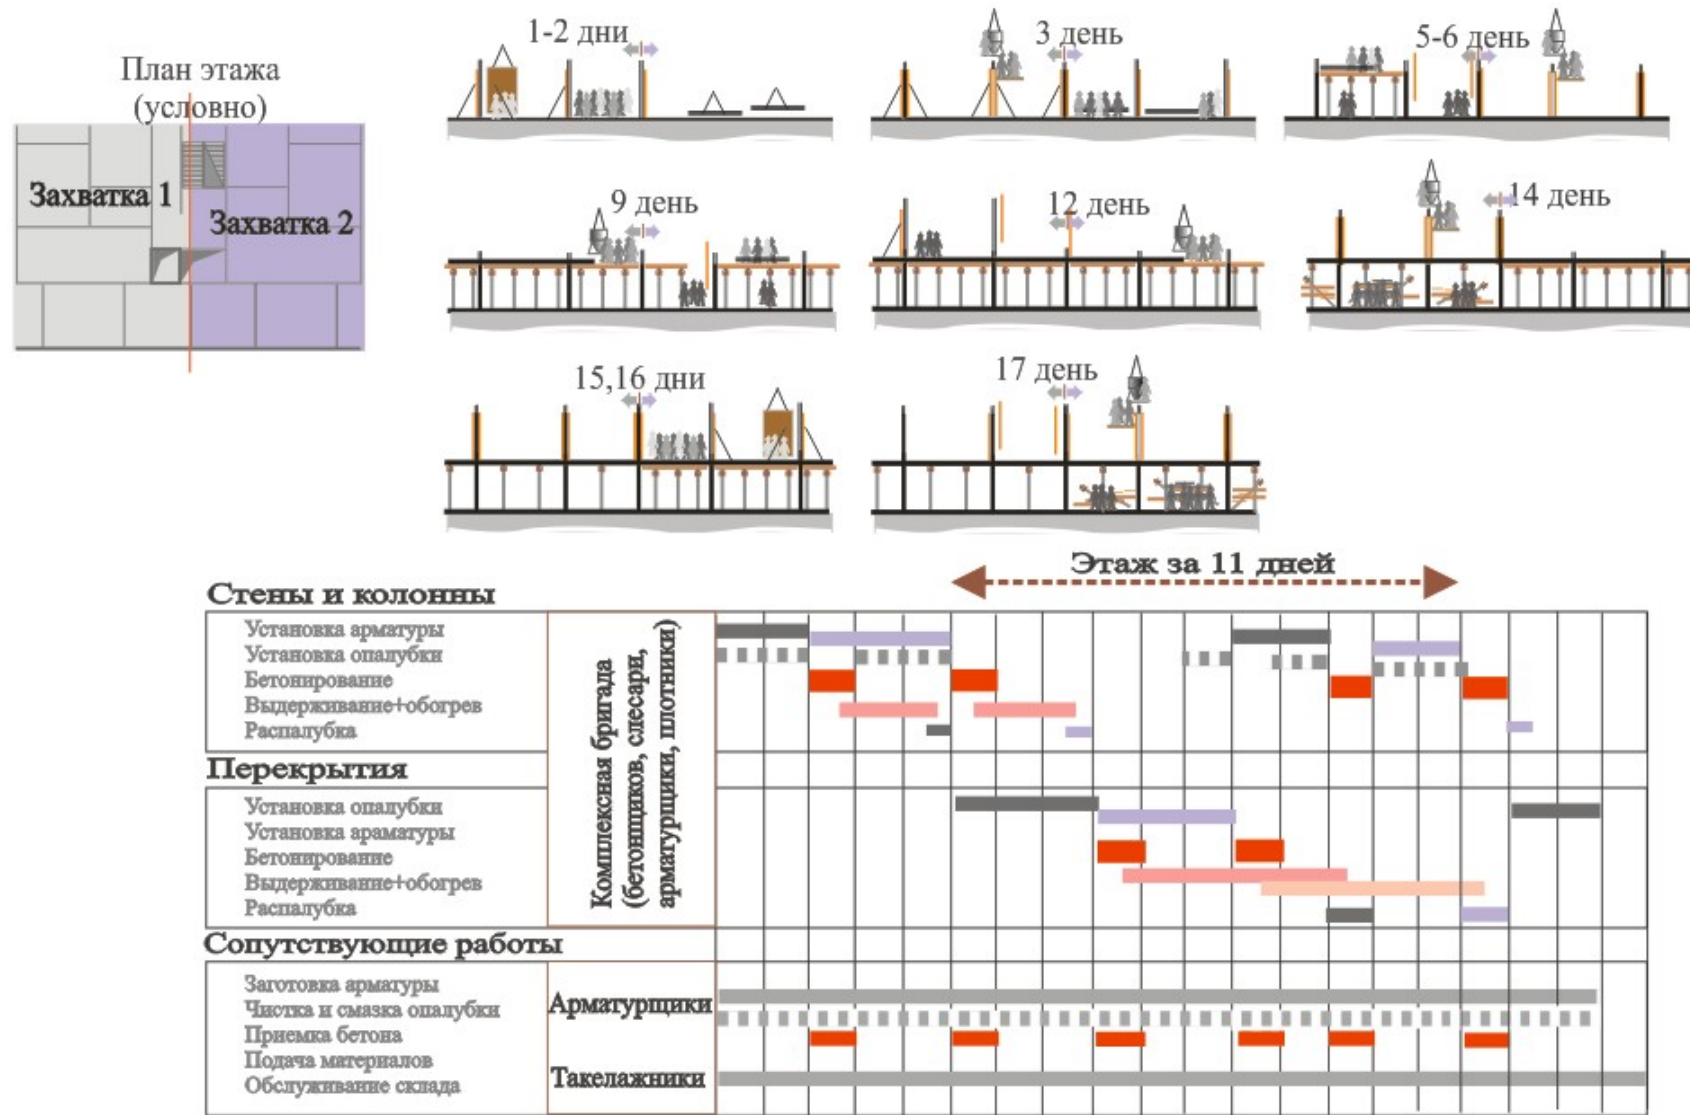 План этажа
(условно)
Захватка 1
Захватка 2
1-2 дни
3 день
5-6 день
9 день
12 день
14 день
15,16 дни
17 день
Этаж за 11 дней
Стены и колонны
Установка арматуры
Установка опалубки
Бетонирование
Выдерживание+обогрев
Распалубка
Комплексная бригада
(бетонщиков, слесари,
арматурщики, плотники)
Перекрытия
Установка опалубки
Установка араматуры
Бетонирование
Выдерживание+обогрев
Распалубка
Сопутствующие работы
Заготовка арматуры
Чистка и смазка опалубки
Приемка бетона
Подача материалов
Обслуживание склада
Арматурщики
Такелажники